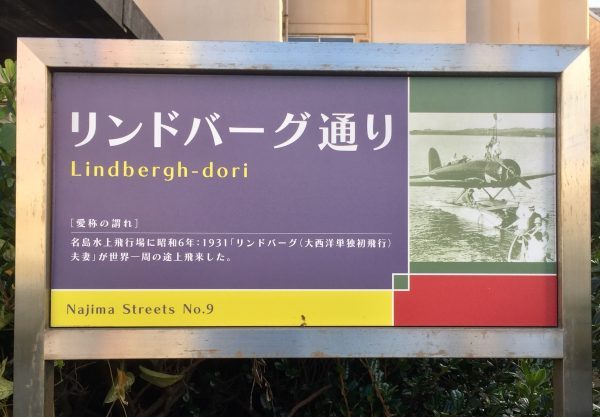 リンドバーグ通り
Lindbergh-dori
［愛称の謂れ］
名島水上飛行場に昭和6年：1931「リンドバーグ（大西洋単独初飛行）
夫妻」が世界一周の途上飛来した。
Najima Streets No.9